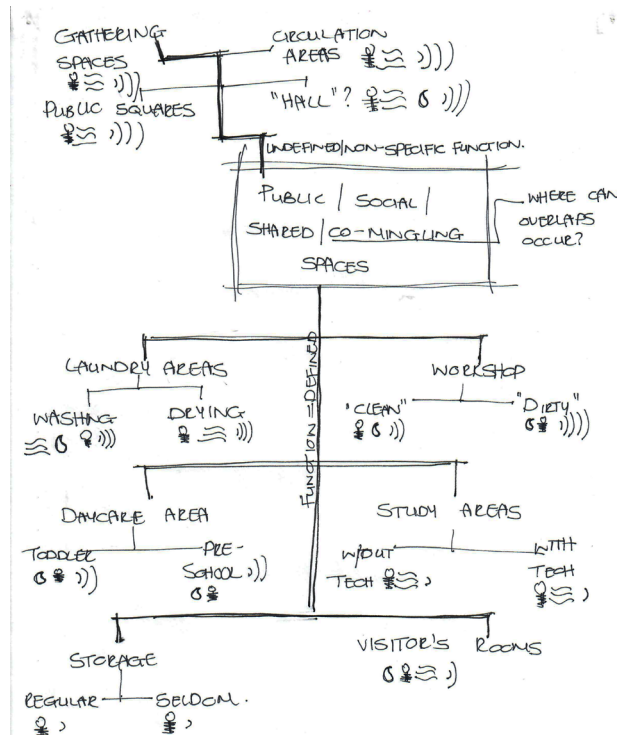 GATHERING
SPACES
CIRCULATION
AREAS
PUBLIC SQUARES
"HALL"?
UNDEFINED/NON-SPECIFIC FUNCTION.
PUBLIC / SOCIAL /
SHARED / CO-MINGLING
SPACES
WHERE CAN
OVERLAPS
OCCUR?
FUNCTION = DEFINED
LAUNDRY AREAS
WASHING
DRYING
WORKSHOP
"CLEAN"
"DIRTY"
DAYCARE AREA
TODDLER
PRE-
SCHOOL
STUDY AREAS
W/OUT
TECH
WITH
TECH
STORAGE
REGULAR
SELDOM.
VISITOR'S ROOMS